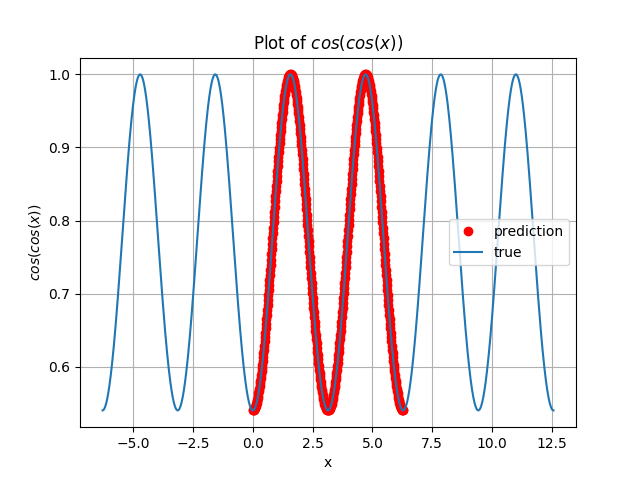 Plot of cos(cos(x))
1.0
0.9
0.8
0.7
0.6
cos(cos(x))
prediction
true
−5.0 −2.5 0.0 2.5 5.0 7.5 10.0 12.5
x